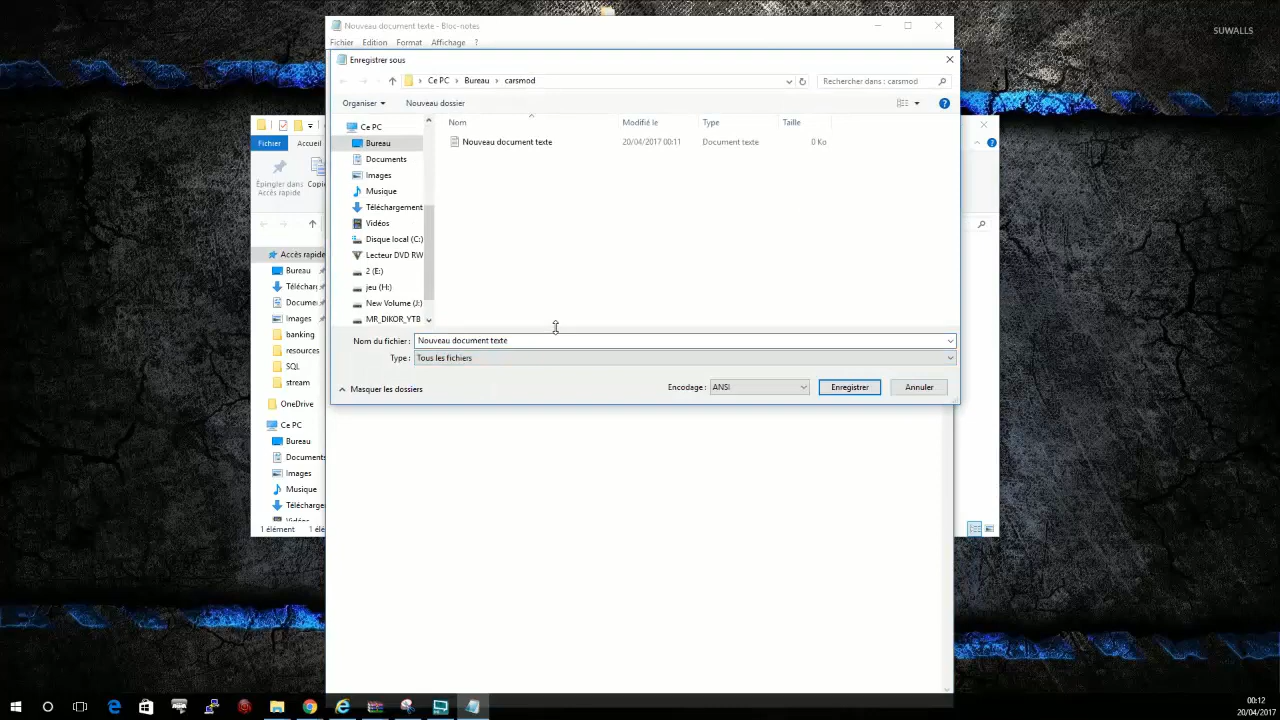 SUWALLS
Nouveau document texte - Bloc-notes
Fichier Edition Format Affichage ?
Enregistrer sous
Ce PC > Bureau > carsmod
Rechercher dans : carsmod
Organiser
Nouveau dossier
Nom
Modifié le
Type
Taille
Nouveau document texte
20/04/2017 00:11
Document texte
0 Ko
Ce PC
Bureau
Documents
Images
Musique
Téléchargement
Vidéos
Disque local (C:)
Lecteur DVD RW
2 (E:)
jeu (H:)
New Volume (J:)
MR_DIKOR_YTB
Nom du fichier : Nouveau document texte
Type : Tous les fichiers
Masquer les dossiers
Encodage : ANSI
Enregistrer
Annuler
Fichier Accueil
Épingler dans
Accès rapide
Copi
Accès rapide
Bureau
Téléchar
Docume
Images
banking
resources
SQL
stream
OneDrive
Ce PC
Bureau
Documents
Images
Musique
Télécharge
Vidéos
1 élément 1 élé
00:12
20/04/2017